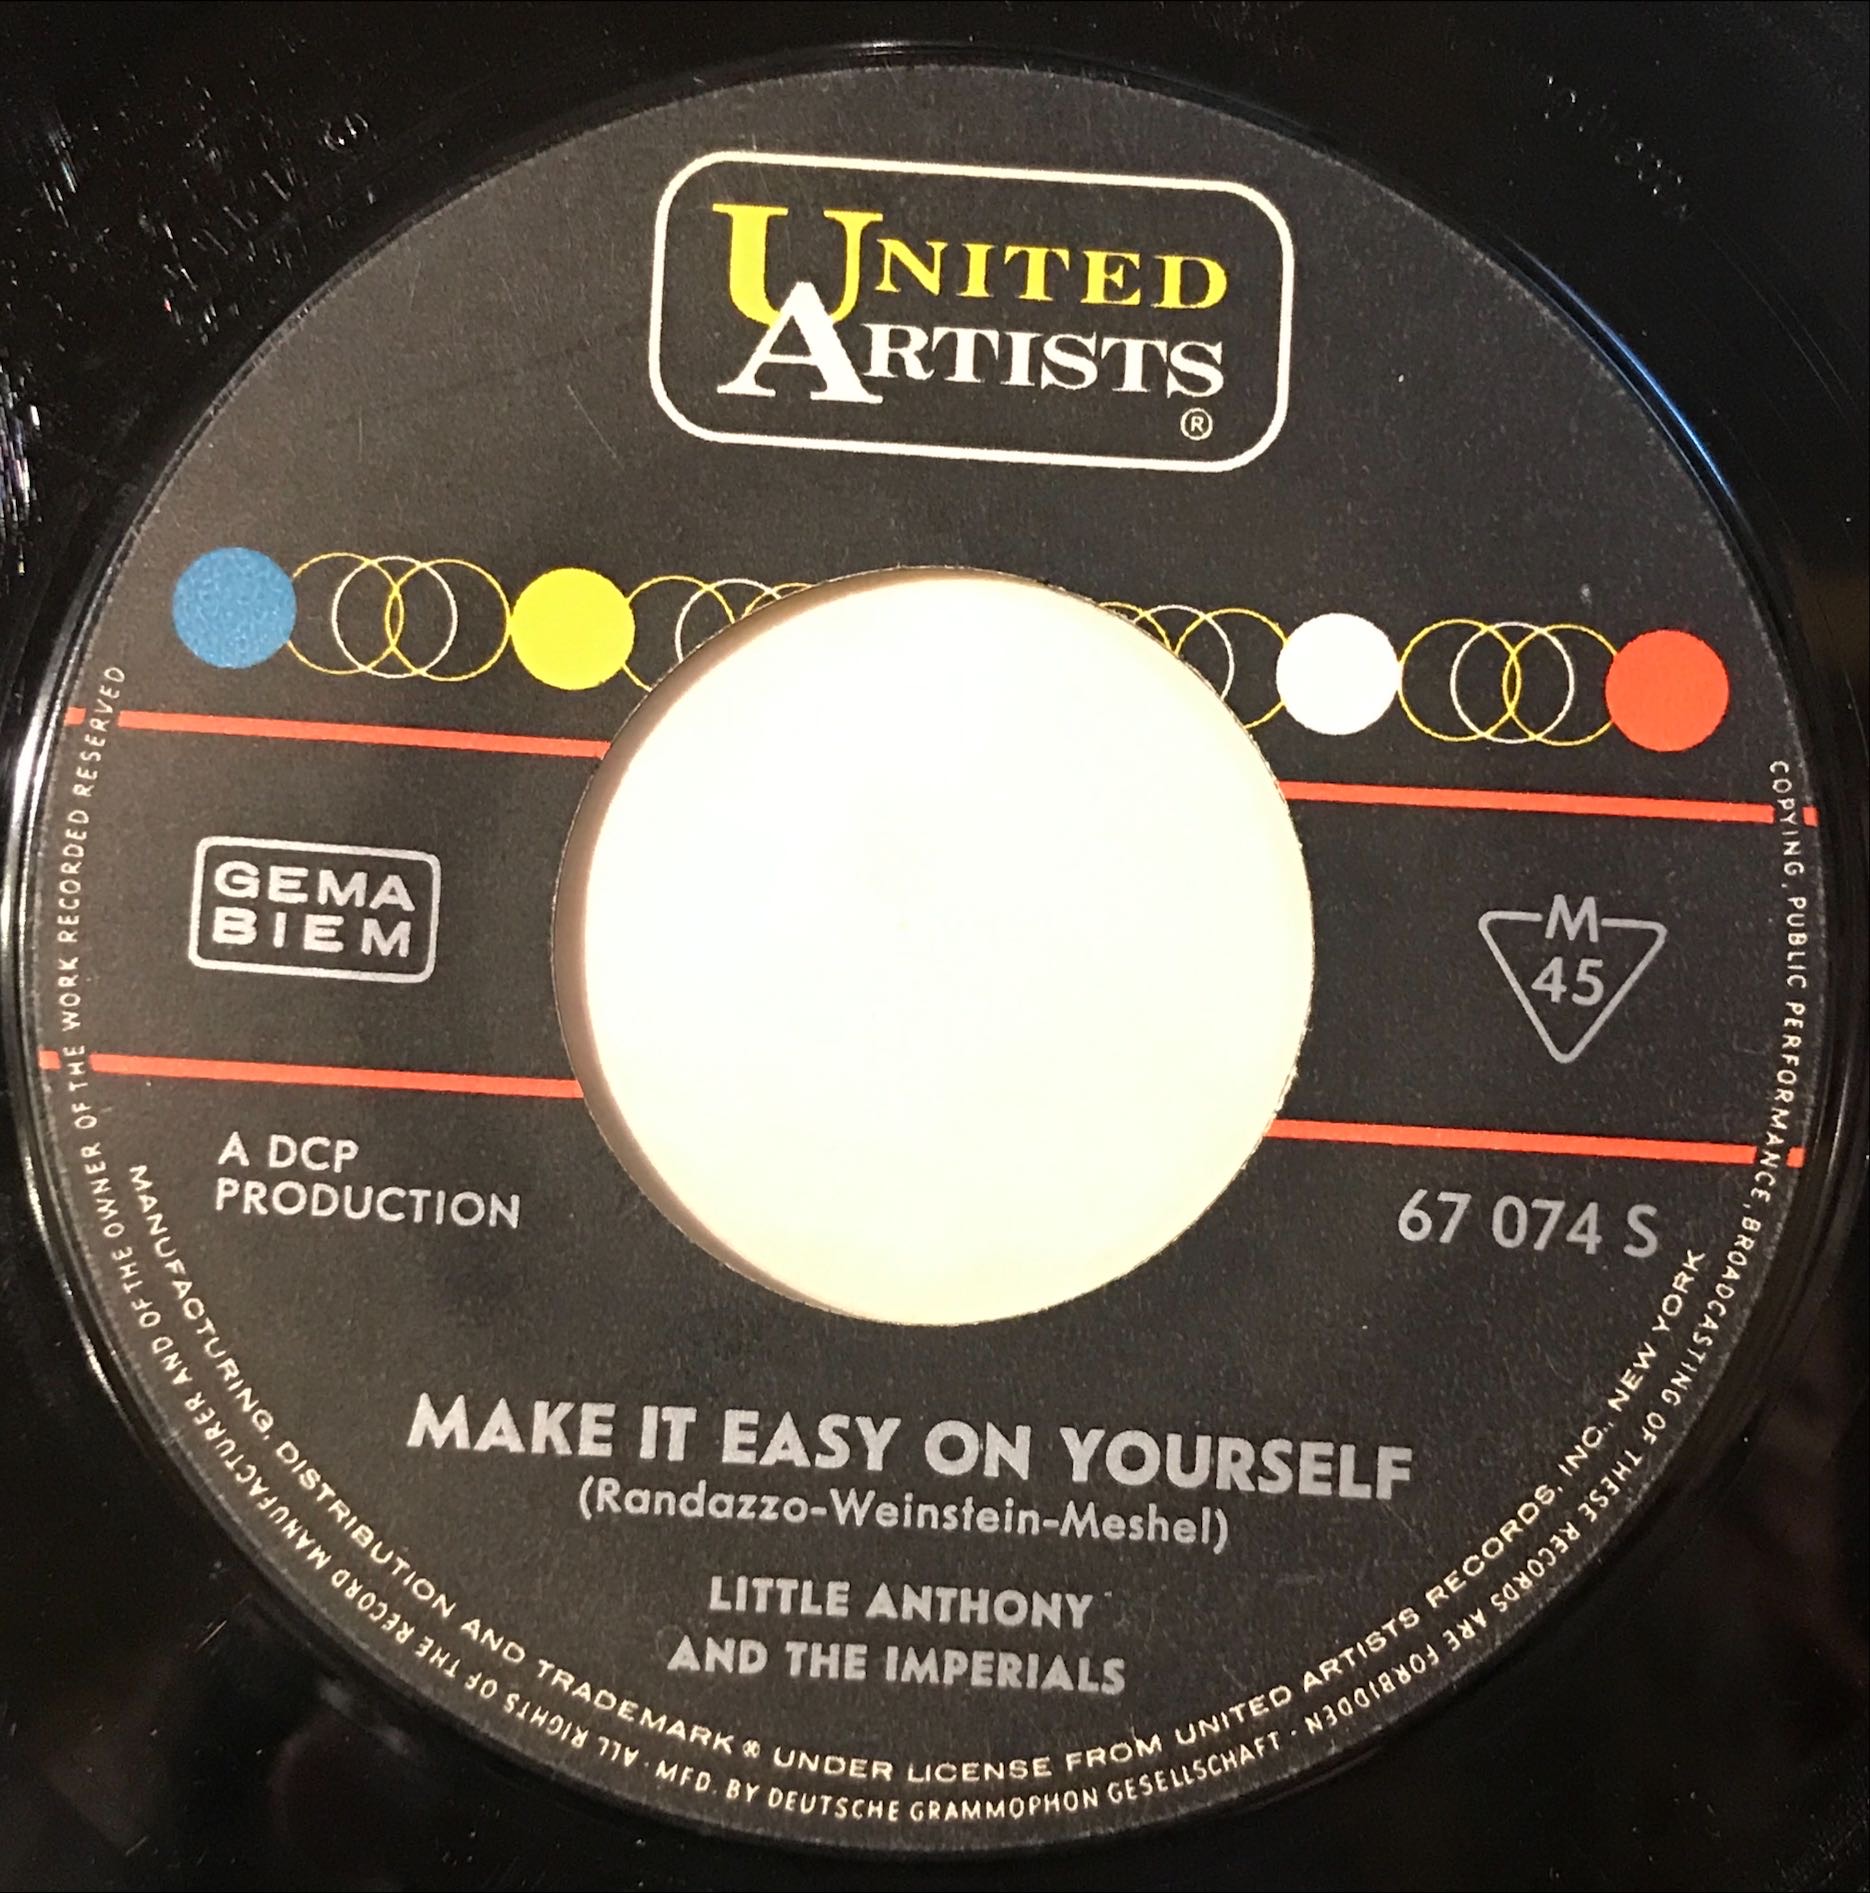 UNITED
ARTISTS
®
GEMA
BIEM
M
45
A DCP
PRODUCTION
67 074 S
MAKE IT EASY ON YOURSELF
(Randazzo-Weinstein-Meshel)
LITTLE ANTHONY
AND THE IMPERIALS
MANUFACTURING, DISTRIBUTION AND TRADEMARK ® UNDER LICENSE FROM UNITED ARTISTS RECORDS, INC., NEW YORK
MFD. BY DEUTSCHE GRAMMOPHON GESELLSCHAFT · ALL RIGHTS OF THE RECORD MANUFACTURER AND OF THE OWNER OF THE WORK RECORDED RESERVED
COPYING, PUBLIC PERFORMANCE, BROADCASTING OF THESE RECORDS ARE FORBIDDEN ·